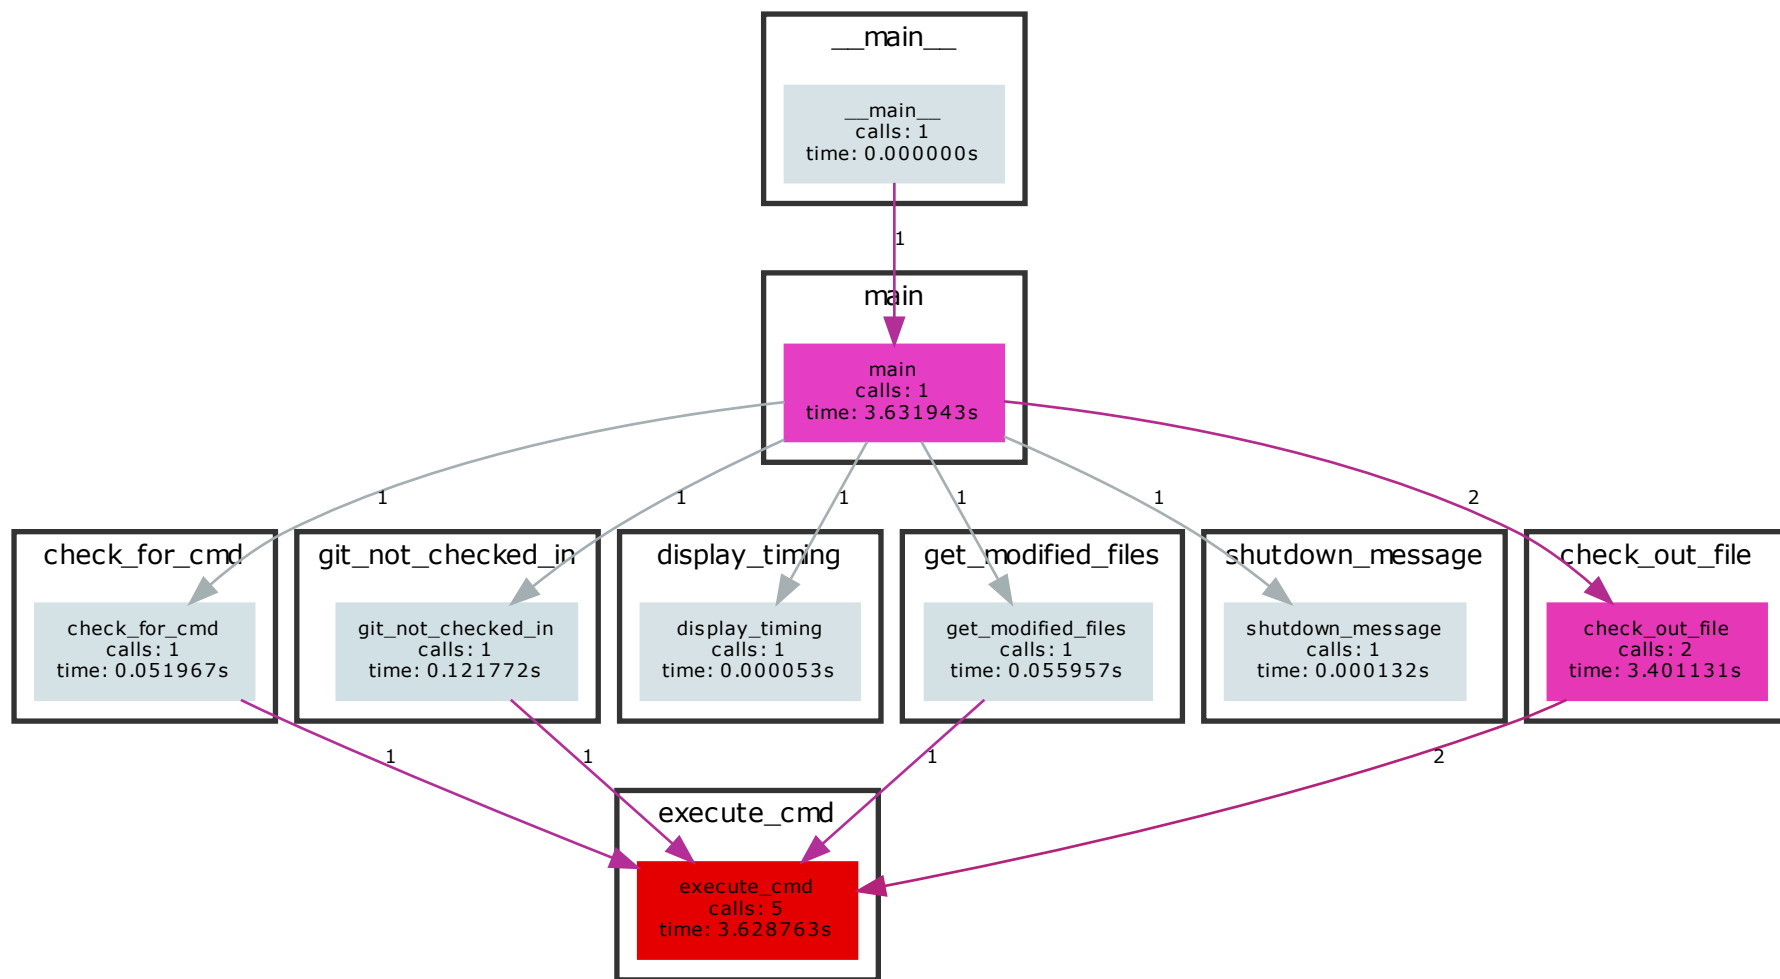 __main__
__main__
calls: 1
time: 0.000000s
1
main
main
calls: 1
time: 3.631943s
1
1
1
1
1
2
check_for_cmd
check_for_cmd
calls: 1
time: 0.051967s
git_not_checked_in
git_not_checked_in
calls: 1
time: 0.121772s
display_timing
display_timing
calls: 1
time: 0.000053s
get_modified_files
get_modified_files
calls: 1
time: 0.055957s
shutdown_message
shutdown_message
calls: 1
time: 0.000132s
check_out_file
check_out_file
calls: 2
time: 3.401131s
1
1
1
2
execute_cmd
execute_cmd
calls: 5
time: 3.628763s